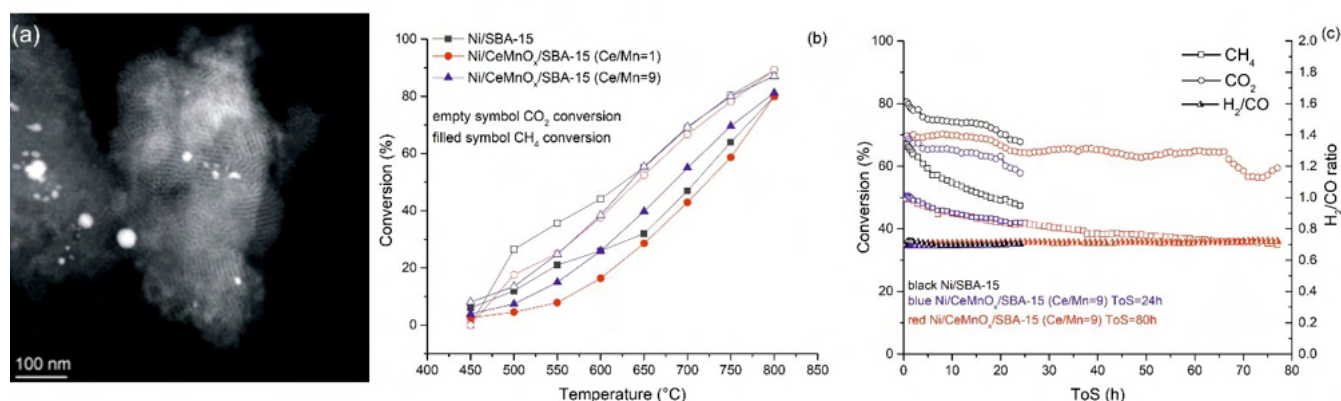 (a)
100 nm
Ni/SBA-15
Ni/CeMnOₓ/SBA-15 (Ce/Mn=1)
Ni/CeMnOₓ/SBA-15 (Ce/Mn=9)
(b)
empty symbol CO₂ conversion
filled symbol CH₄ conversion
Conversion (%)
100
80
60
40
20
0
400 450 500 550 600 650 700 750 800 850
Temperature (°C)
(c)
CH₄
CO₂
H₂/CO
Conversion (%)
100
80
60
40
20
0
H₂/CO ratio
2.0
1.8
1.6
1.4
1.2
1.0
0.8
0.6
0.4
0.2
0.0
black Ni/SBA-15
blue Ni/CeMnOₓ/SBA-15 (Ce/Mn=9) ToS=24h
red Ni/CeMnOₓ/SBA-15 (Ce/Mn=9) ToS=80h
0 10 20 30 40 50 60 70 80
ToS (h)